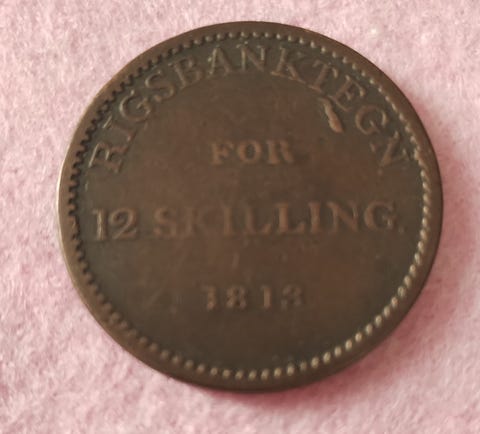 RIGSBANKTEGN
FOR
12 SKILLING.
1813